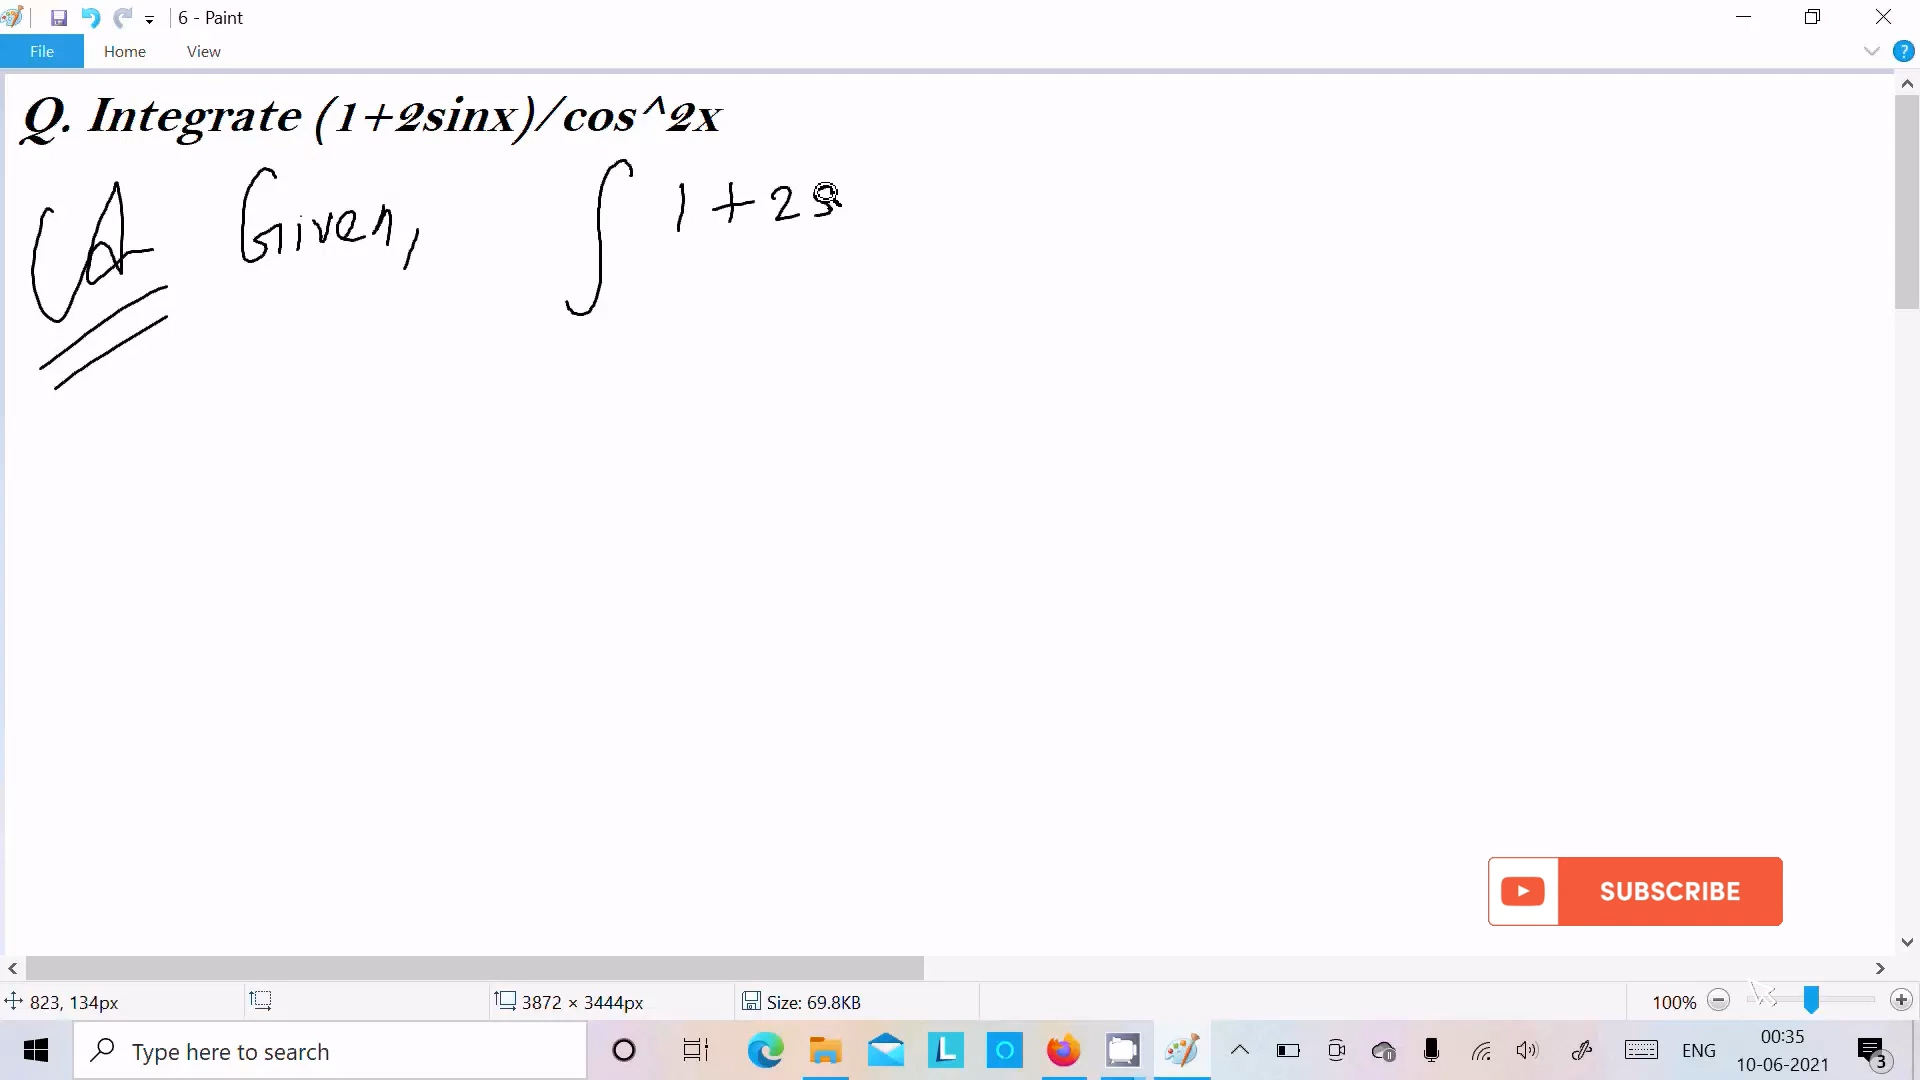 6 - Paint
File Home View
Q. Integrate (1+2sinx)/cos^2x
Given, ∫ 1 + 2 s
SUBSCRIBE
823, 134px 3872 × 3444px Size: 69.8KB 100%
Type here to search
ENG
00:35
10-06-2021
3